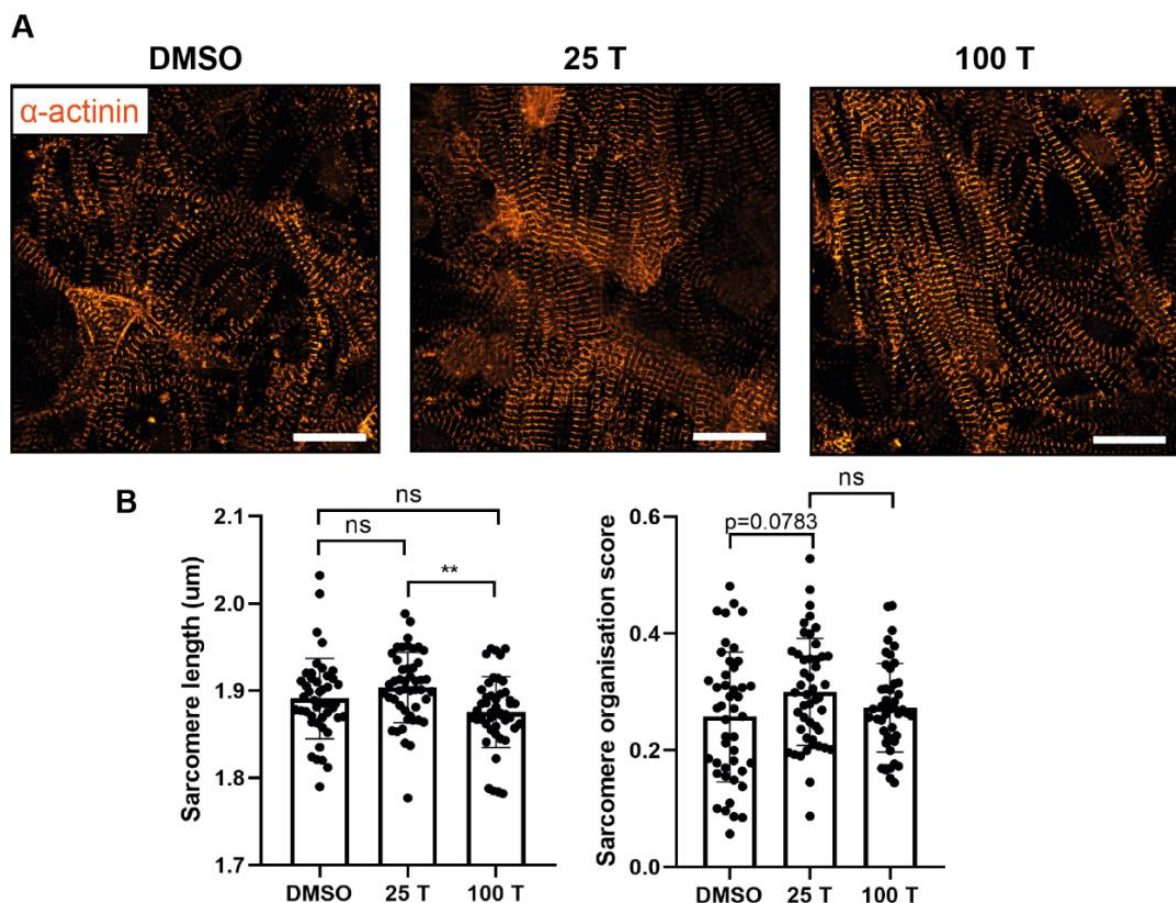 A
DMSO
25 T
100 T
α-actinin
B
ns
ns
**
Sarcomere length (um)
2.1
2.0
1.9
1.8
1.7
DMSO
25 T
100 T
ns
p=0.0783
Sarcomere organisation score
0.6
0.4
0.2
0.0
DMSO
25 T
100 T